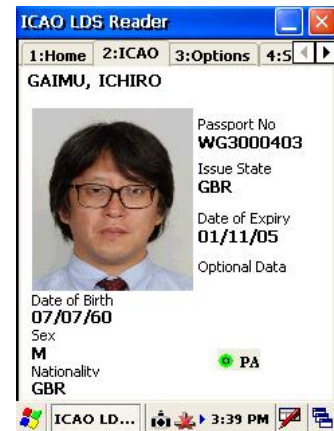 ICAO LDS Reader
1:Home 2:ICAO 3:Options 4:S
GAIMU, ICHIRO
Passport No
WG3000403
Issue State
GBR
Date of Expiry
01/11/05
Optional Data
Date of Birth
07/07/60
Sex
M
Nationality
GBR
PA
ICAO LD... 3:39 PM